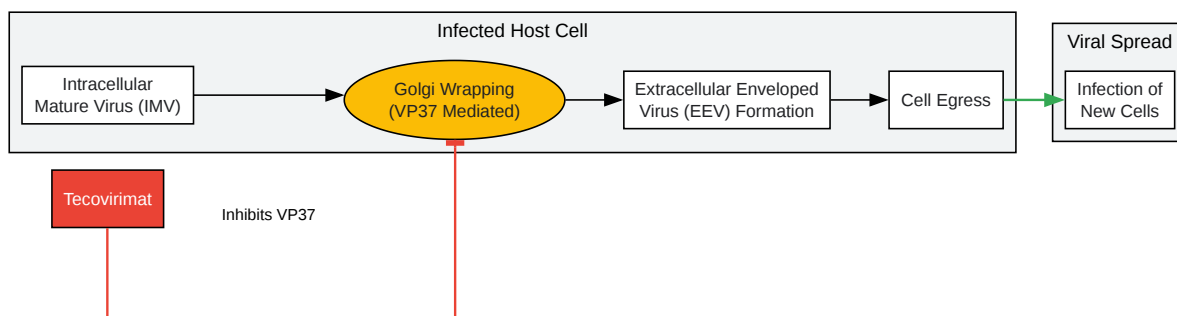 Infected Host Cell
Viral Spread
Intracellular
Mature Virus (IMV)
Golgi Wrapping
(VP37 Mediated)
Extracellular Enveloped
Virus (EEV) Formation
Cell Egress
Infection of
New Cells
Tecovirimat
Inhibits VP37